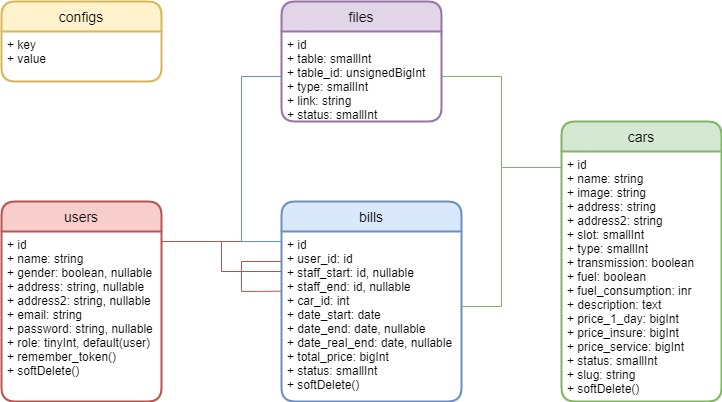 configs
+ key
+ value
files
+ id
+ table: smallInt
+ table_id: unsignedBigInt
+ type: smallInt
+ link: string
+ status: smallInt
cars
+ id
+ name: string
+ image: string
+ address: string
+ address2: string
+ slot: smallInt
+ type: smallInt
+ transmission: boolean
+ fuel: boolean
+ fuel_consumption: inr
+ description: text
+ price_1_day: bigInt
+ price_insure: bigInt
+ price_service: bigInt
+ status: smallInt
+ slug: string
+ softDelete()
users
+ id
+ name: string
+ gender: boolean, nullable
+ address: string, nullable
+ address2: string, nullable
+ email: string
+ password: string, nullable
+ role: tinyInt, default(user)
+ remember_token()
+ softDelete()
bills
+ id
+ user_id: id
+ staff_start: id, nullable
+ staff_end: id, nullable
+ car_id: int
+ date_start: date
+ date_end: date, nullable
+ date_real_end: date, nullable
+ total_price: bigInt
+ status: smallInt
+ softDelete()